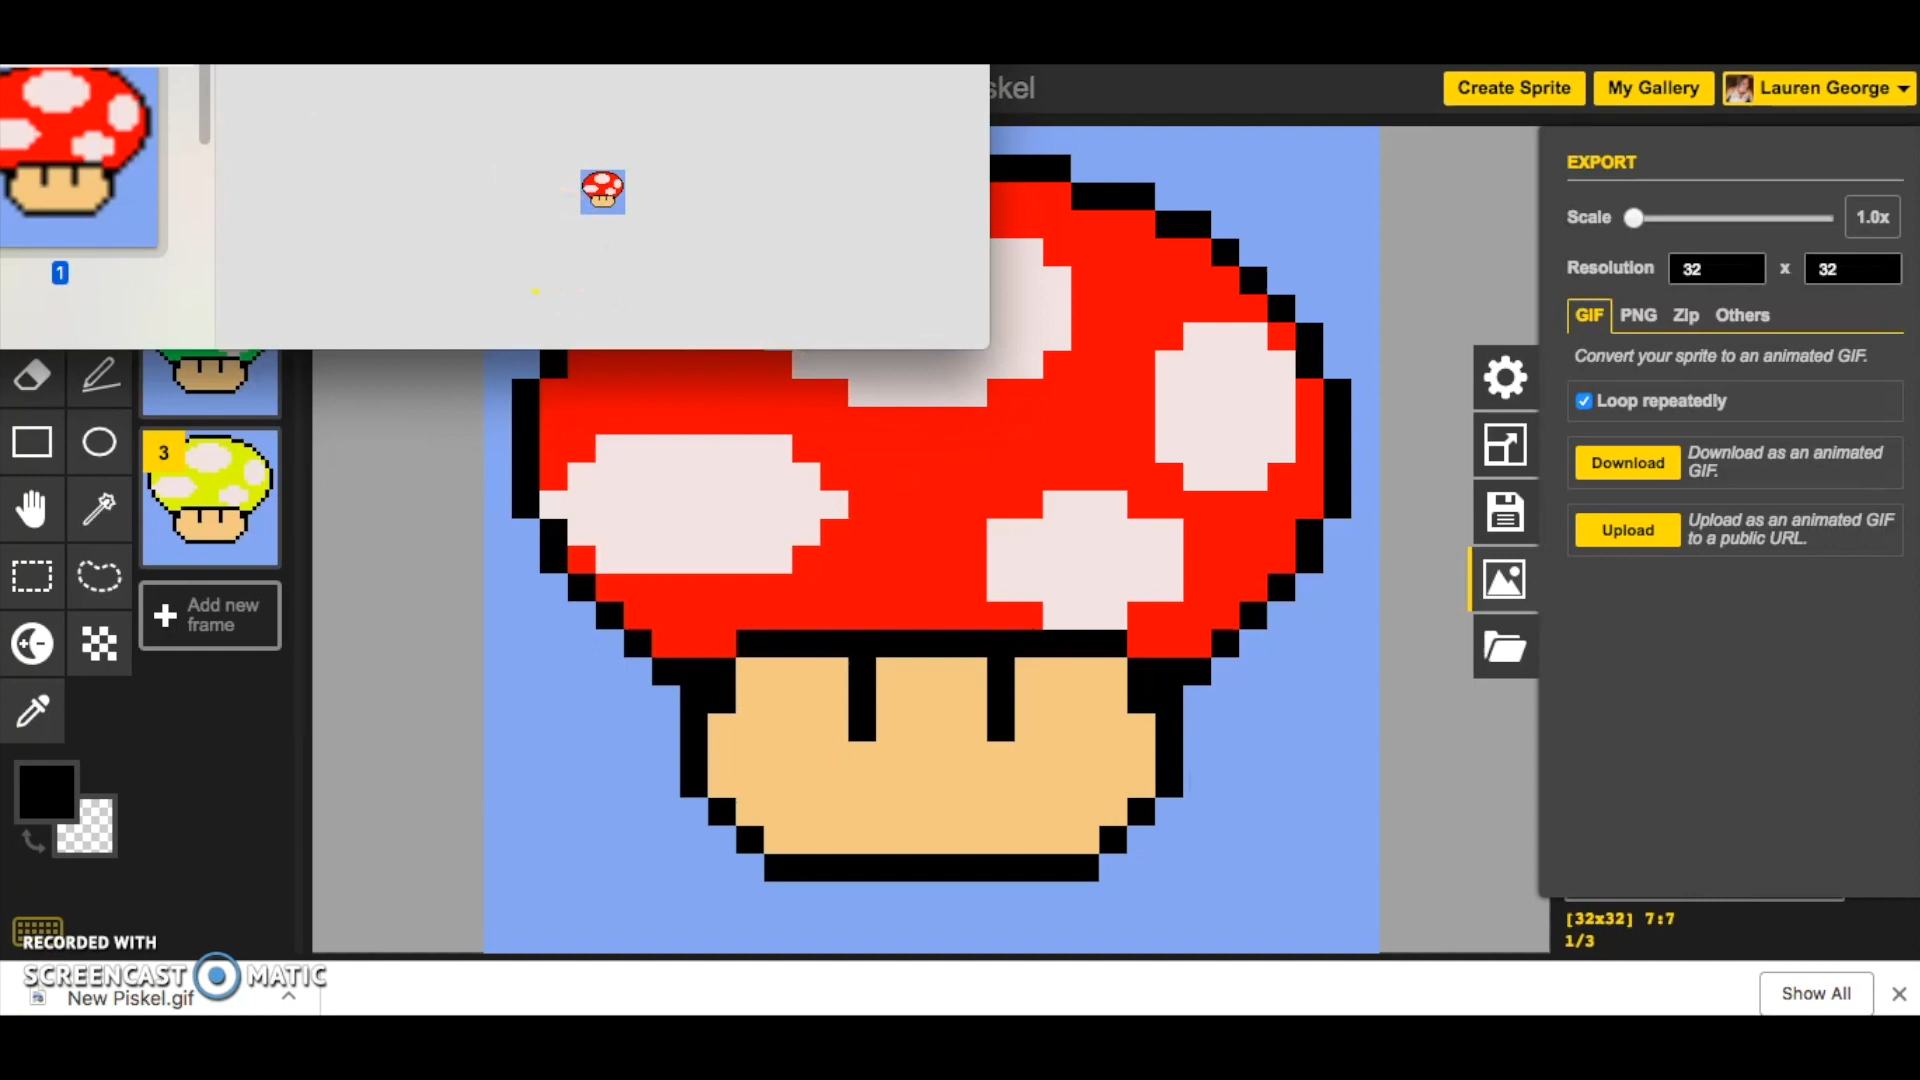 skel
Create Sprite
My Gallery
Lauren George
1
EXPORT
Scale
1.0x
Resolution
32
x
32
GIF
PNG
Zip
Others
Convert your sprite to an animated GIF.
Loop repeatedly
Download
Download as an animated
GIF.
Upload
Upload as an animated GIF
to a public URL.
3
Add new
frame
[32x32] 7:7
1/3
RECORDED WITH
SCREENCAST MATIC
New Piskel.gif
Show All